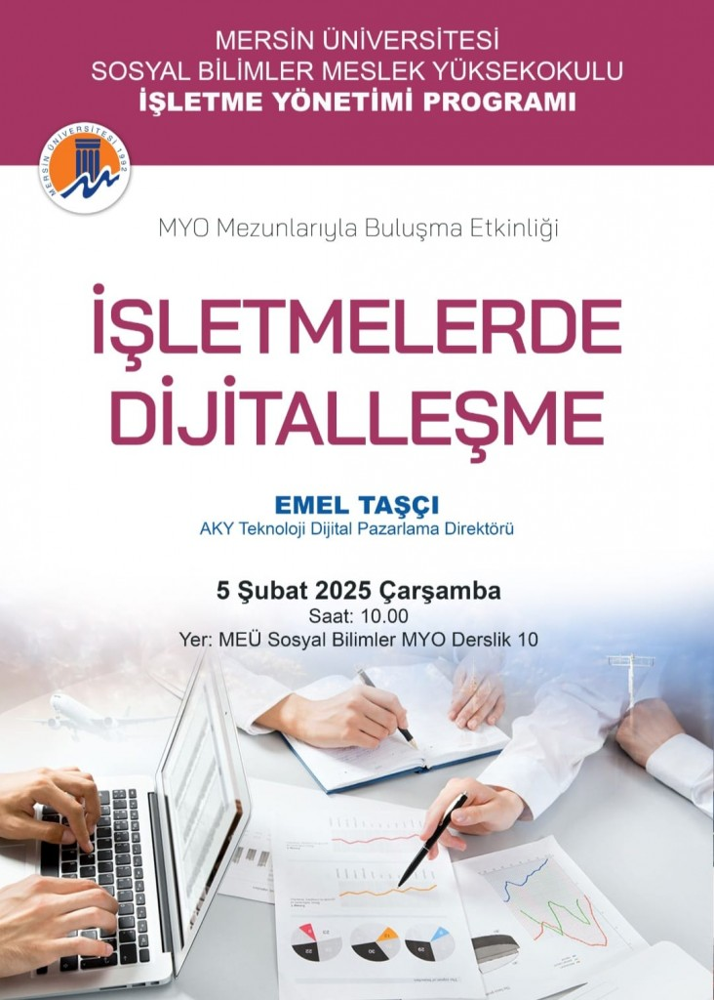 MERSİN ÜNİVERSİTESİ
SOSYAL BİLİMLER MESLEK YÜKSEKOKULU
İŞLETME YÖNETİMİ PROGRAMI
MERSİN ÜNİVERSİTESİ 1992
MYO Mezunlarıyla Buluşma Etkinliği
İŞLETMELERDE
DİJİTALLEŞME
EMEL TAŞÇI
AKY Teknoloji Dijital Pazarlama Direktörü
5 Şubat 2025 Çarşamba
Saat: 10.00
Yer: MEÜ Sosyal Bilimler MYO Derslik 10